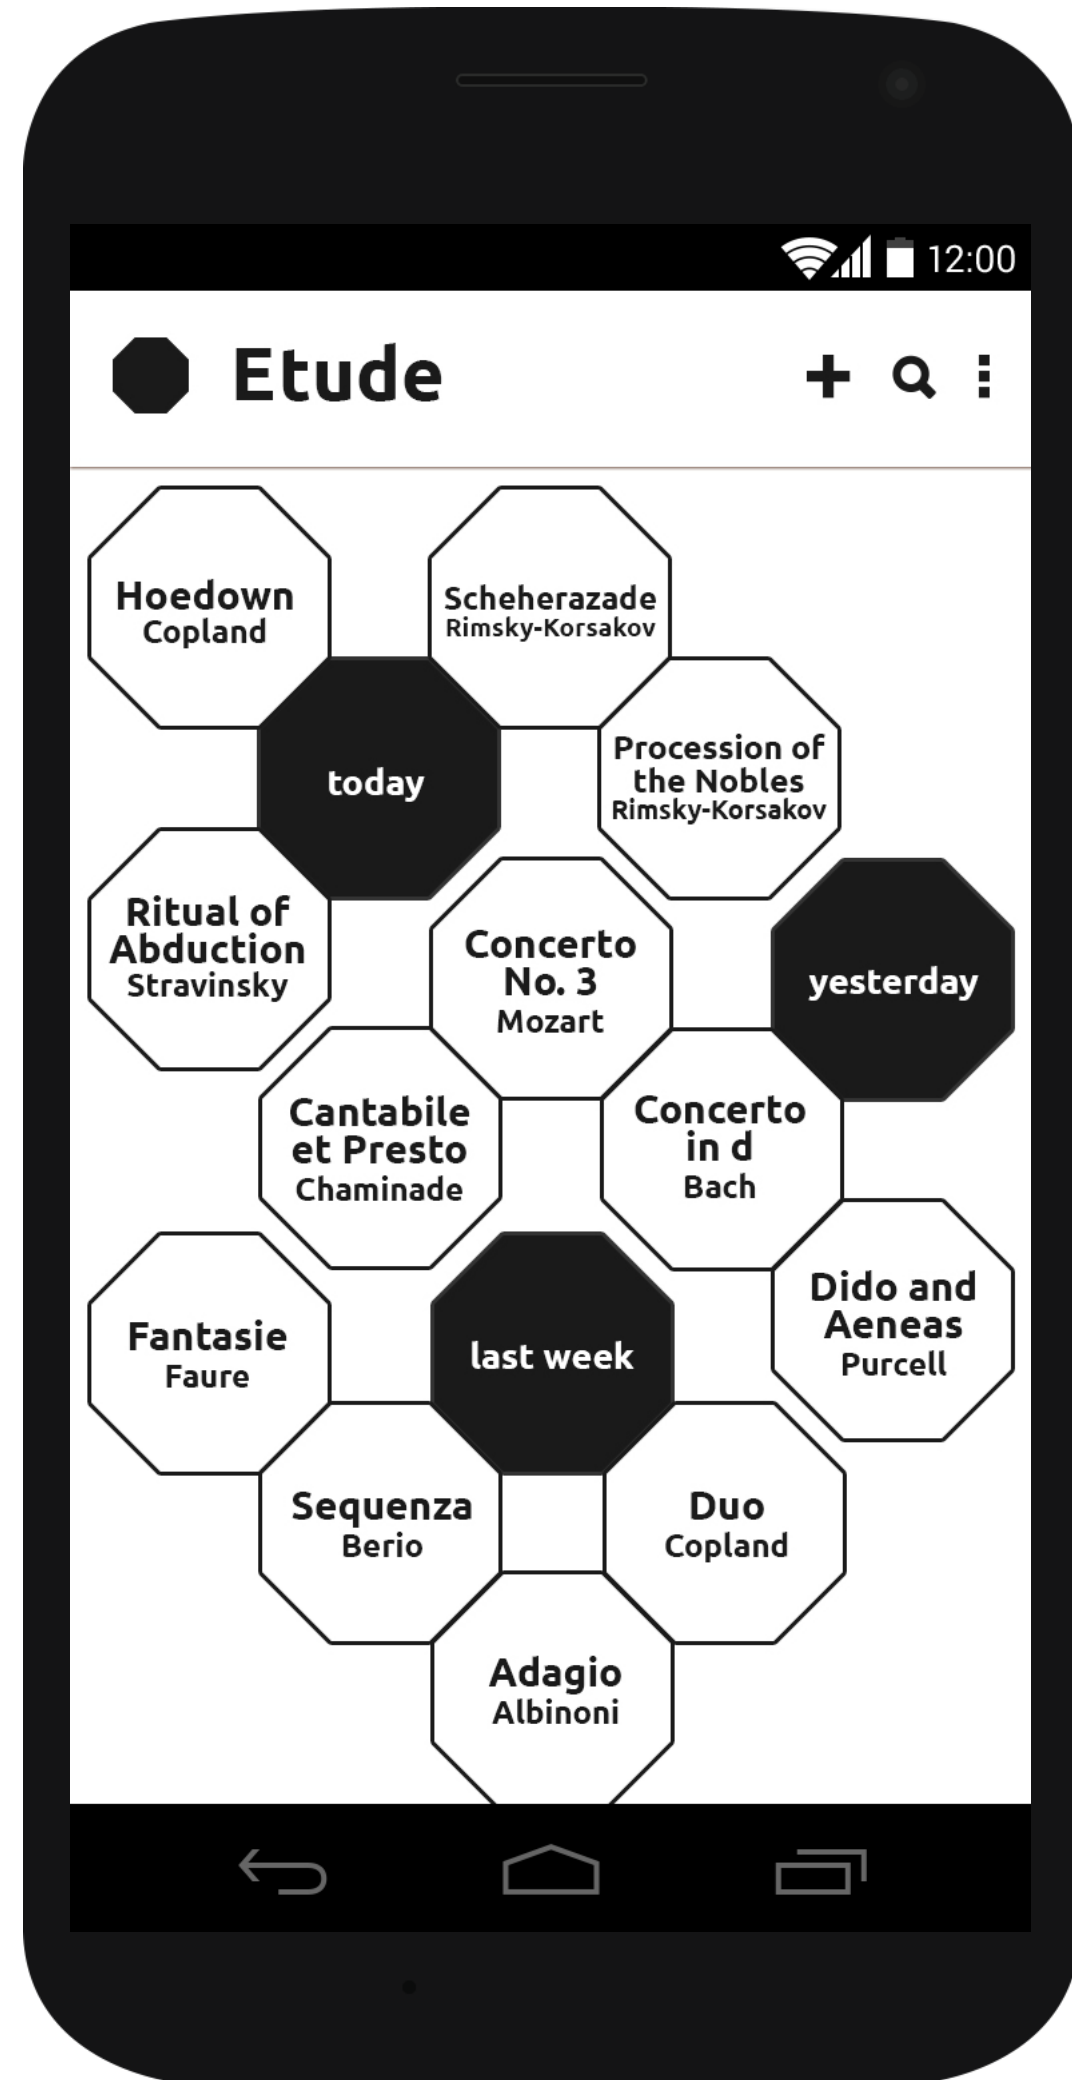 12:00
Etude
Hoedown
Copland
Scheherazade
Rimsky-Korsakov
today
Procession of
the Nobles
Rimsky-Korsakov
Ritual of
Abduction
Stravinsky
Concerto
No. 3
Mozart
yesterday
Cantabile
et Presto
Chaminade
Concerto
in d
Bach
Fantasie
Faure
last week
Dido and
Aeneas
Purcell
Sequenza
Berio
Duo
Copland
Adagio
Albinoni